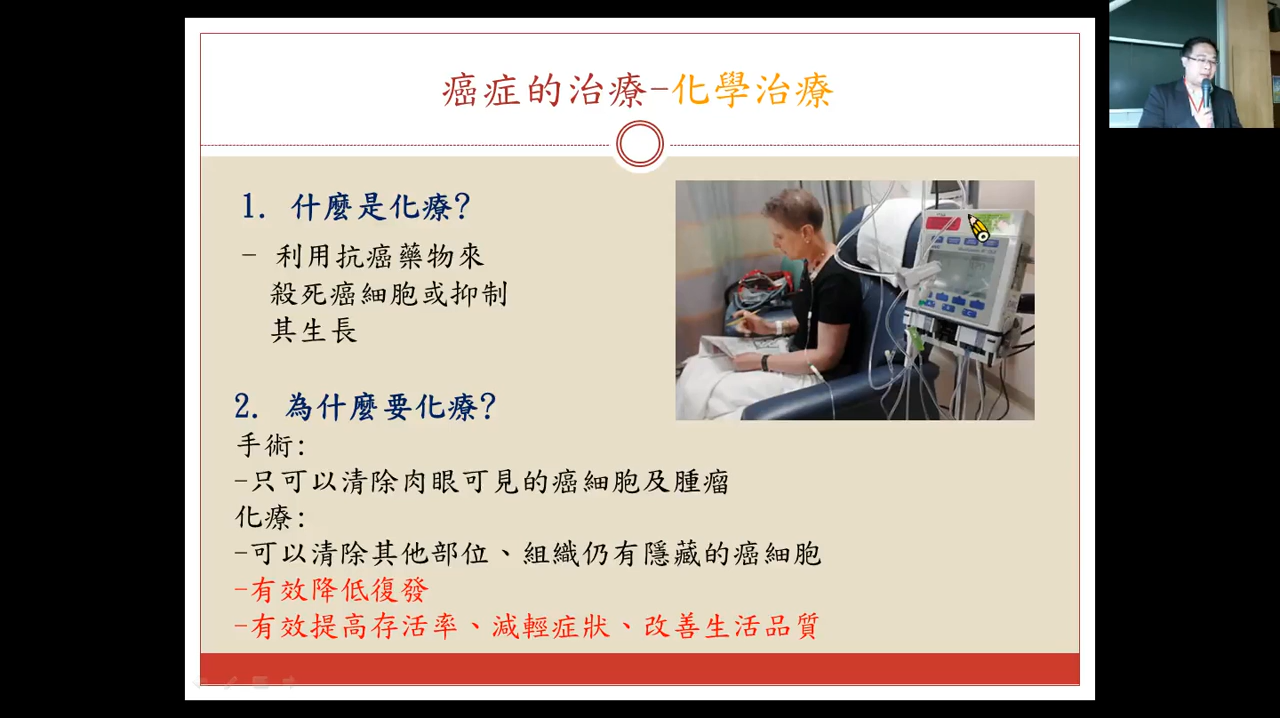 癌症的治療-化學治療
1. 什麼是化療?
- 利用抗癌藥物來
殺死癌細胞或抑制
其生長
2. 為什麼要化療?
手術:
-只可以清除肉眼可見的癌細胞及腫瘤
化療:
-可以清除其他部位、組織仍有隱藏的癌細胞
-有效降低復發
-有效提高存活率、減輕症狀、改善生活品質